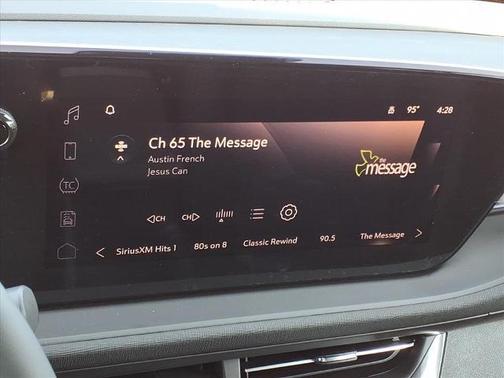 95° 4:28
Ch 65 The Message
Austin French
Jesus Can
the
message
TC
◁CH CH▷
< SiriusXM Hits 1 80s on 8 Classic Rewind 90.5 The Message >